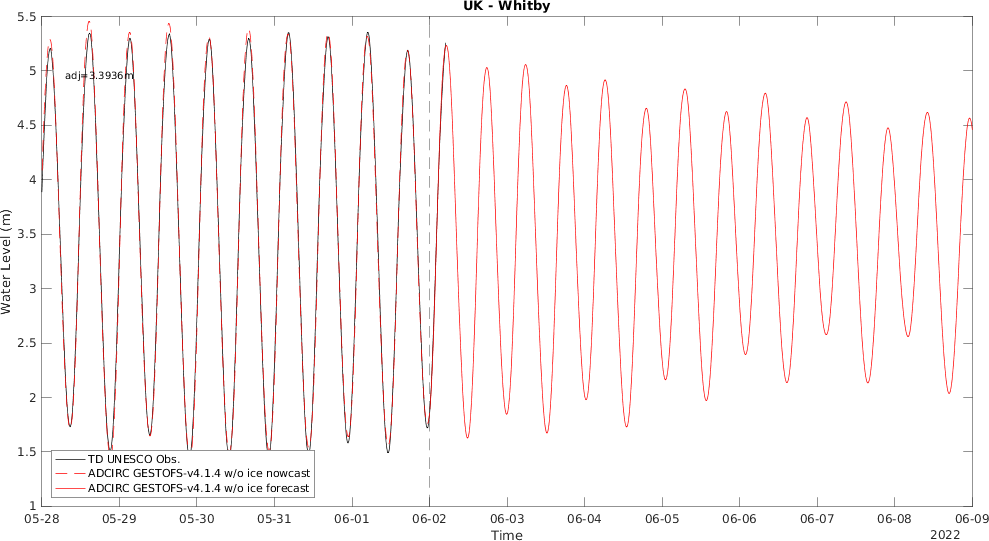 UK - Whitby
5.5
5
4.5
4
3.5
3
2.5
2
1.5
1
Water Level (m)
adj=3.3936m
TD UNESCO Obs.
ADCIRC GESTOFS-v4.1.4 w/o ice nowcast
ADCIRC GESTOFS-v4.1.4 w/o ice forecast
05-28 05-29 05-30 05-31 06-01 06-02 06-03 06-04 06-05 06-06 06-07 06-08 06-09
Time
2022